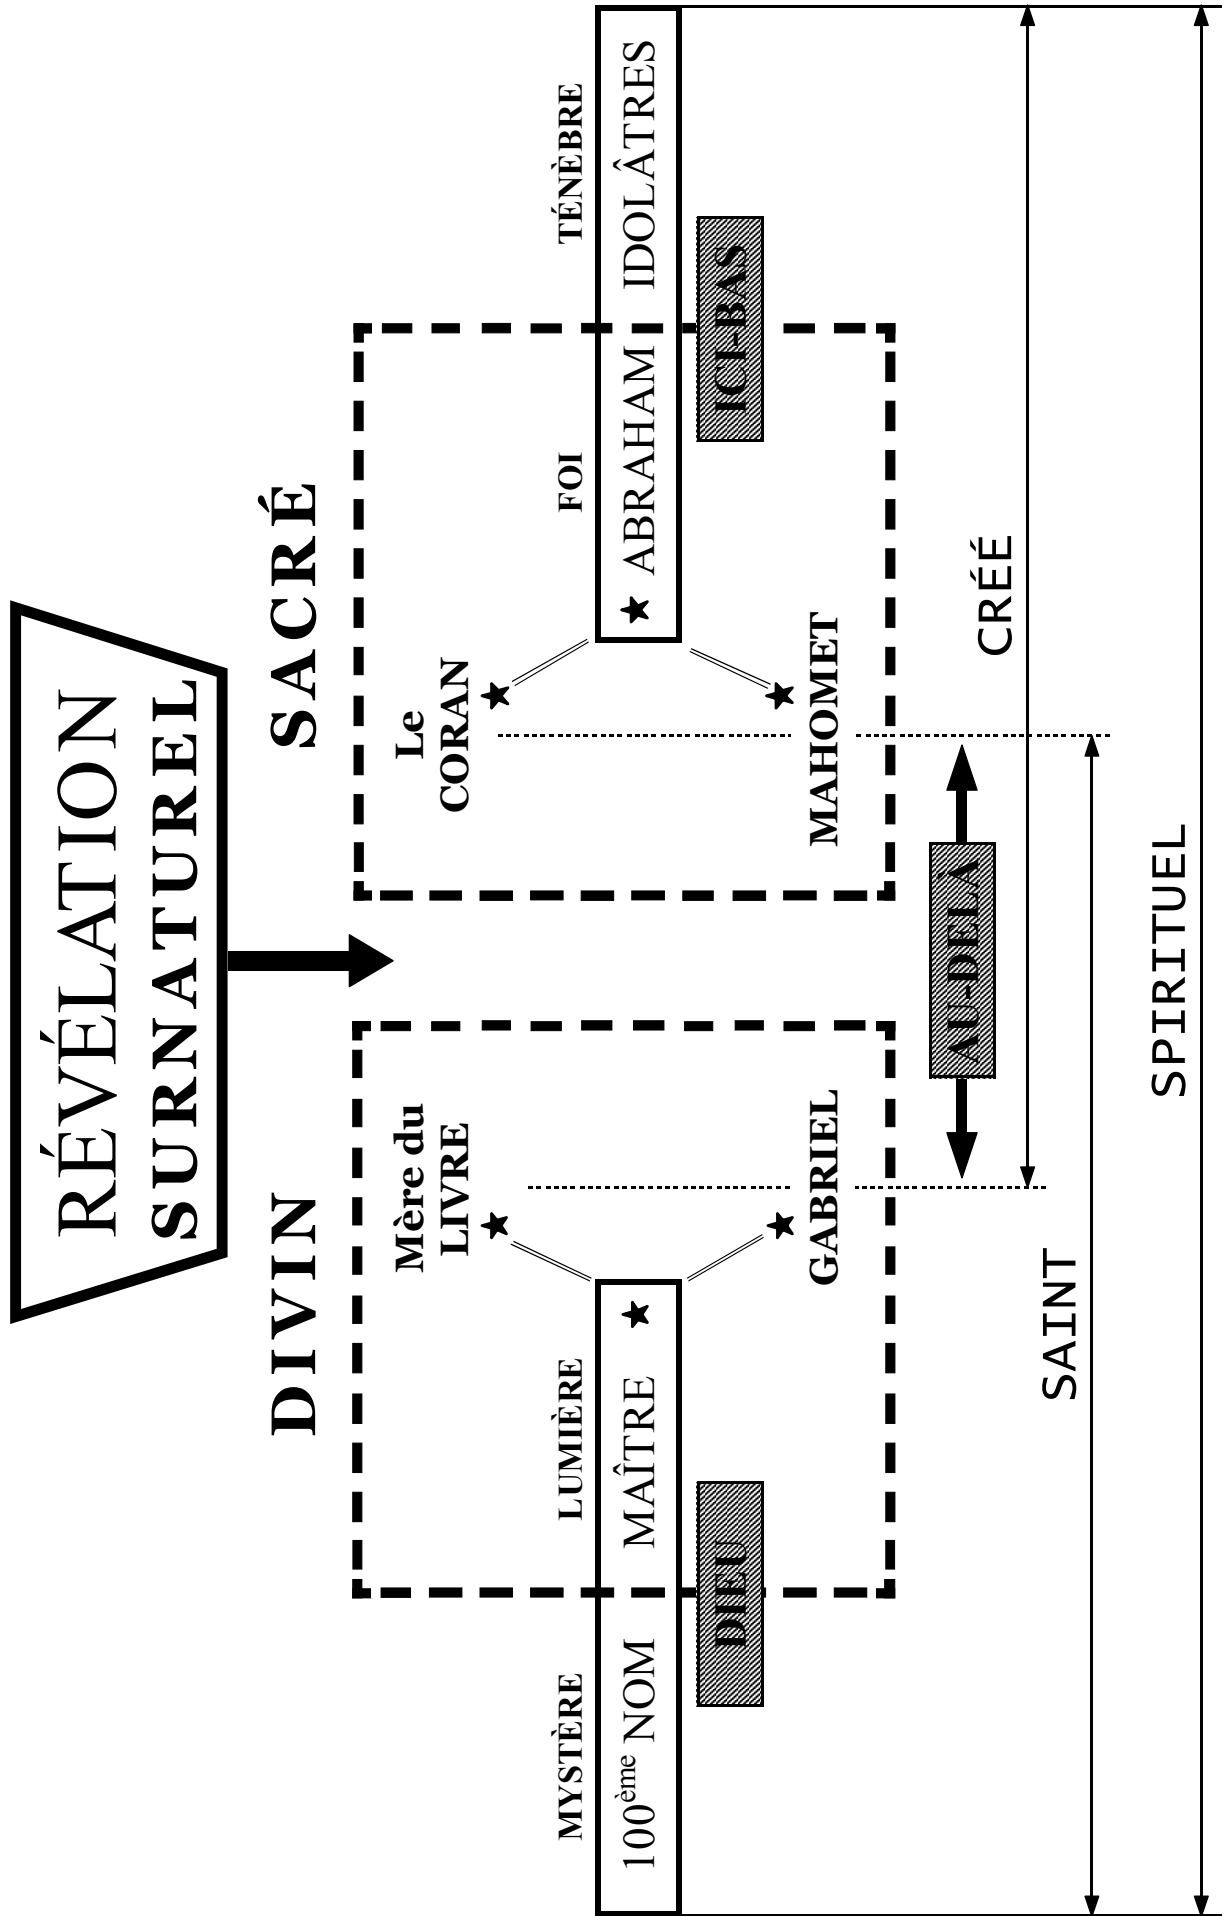 RÉVÉLATION
SURNATUREL
DIVIN
SACRÉ
Mère du
LIVRE
Le
CORAN
MYSTÈRE
LUMIÈRE
FOI
TÉNÈBRE
100ème NOM
MAÎTRE
ABRAHAM
IDOLÂTRES
DIEU
ICI-BAS
GABRIEL
MAHOMET
AU-DELÀ
CRÉÉ
SAINT
SPIRITUEL